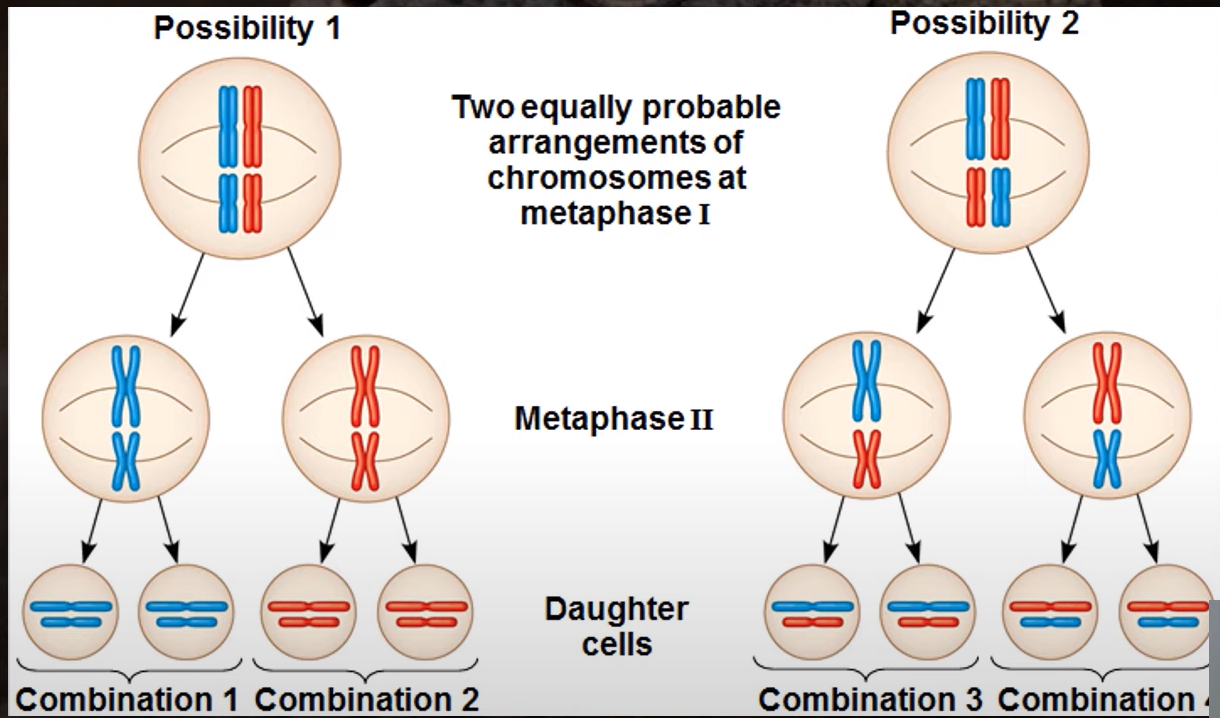 Possibility 1
Possibility 2
Two equally probable
arrangements of
chromosomes at
metaphase I
Metaphase II
Daughter
cells
Combination 1
Combination 2
Combination 3
Combination 4